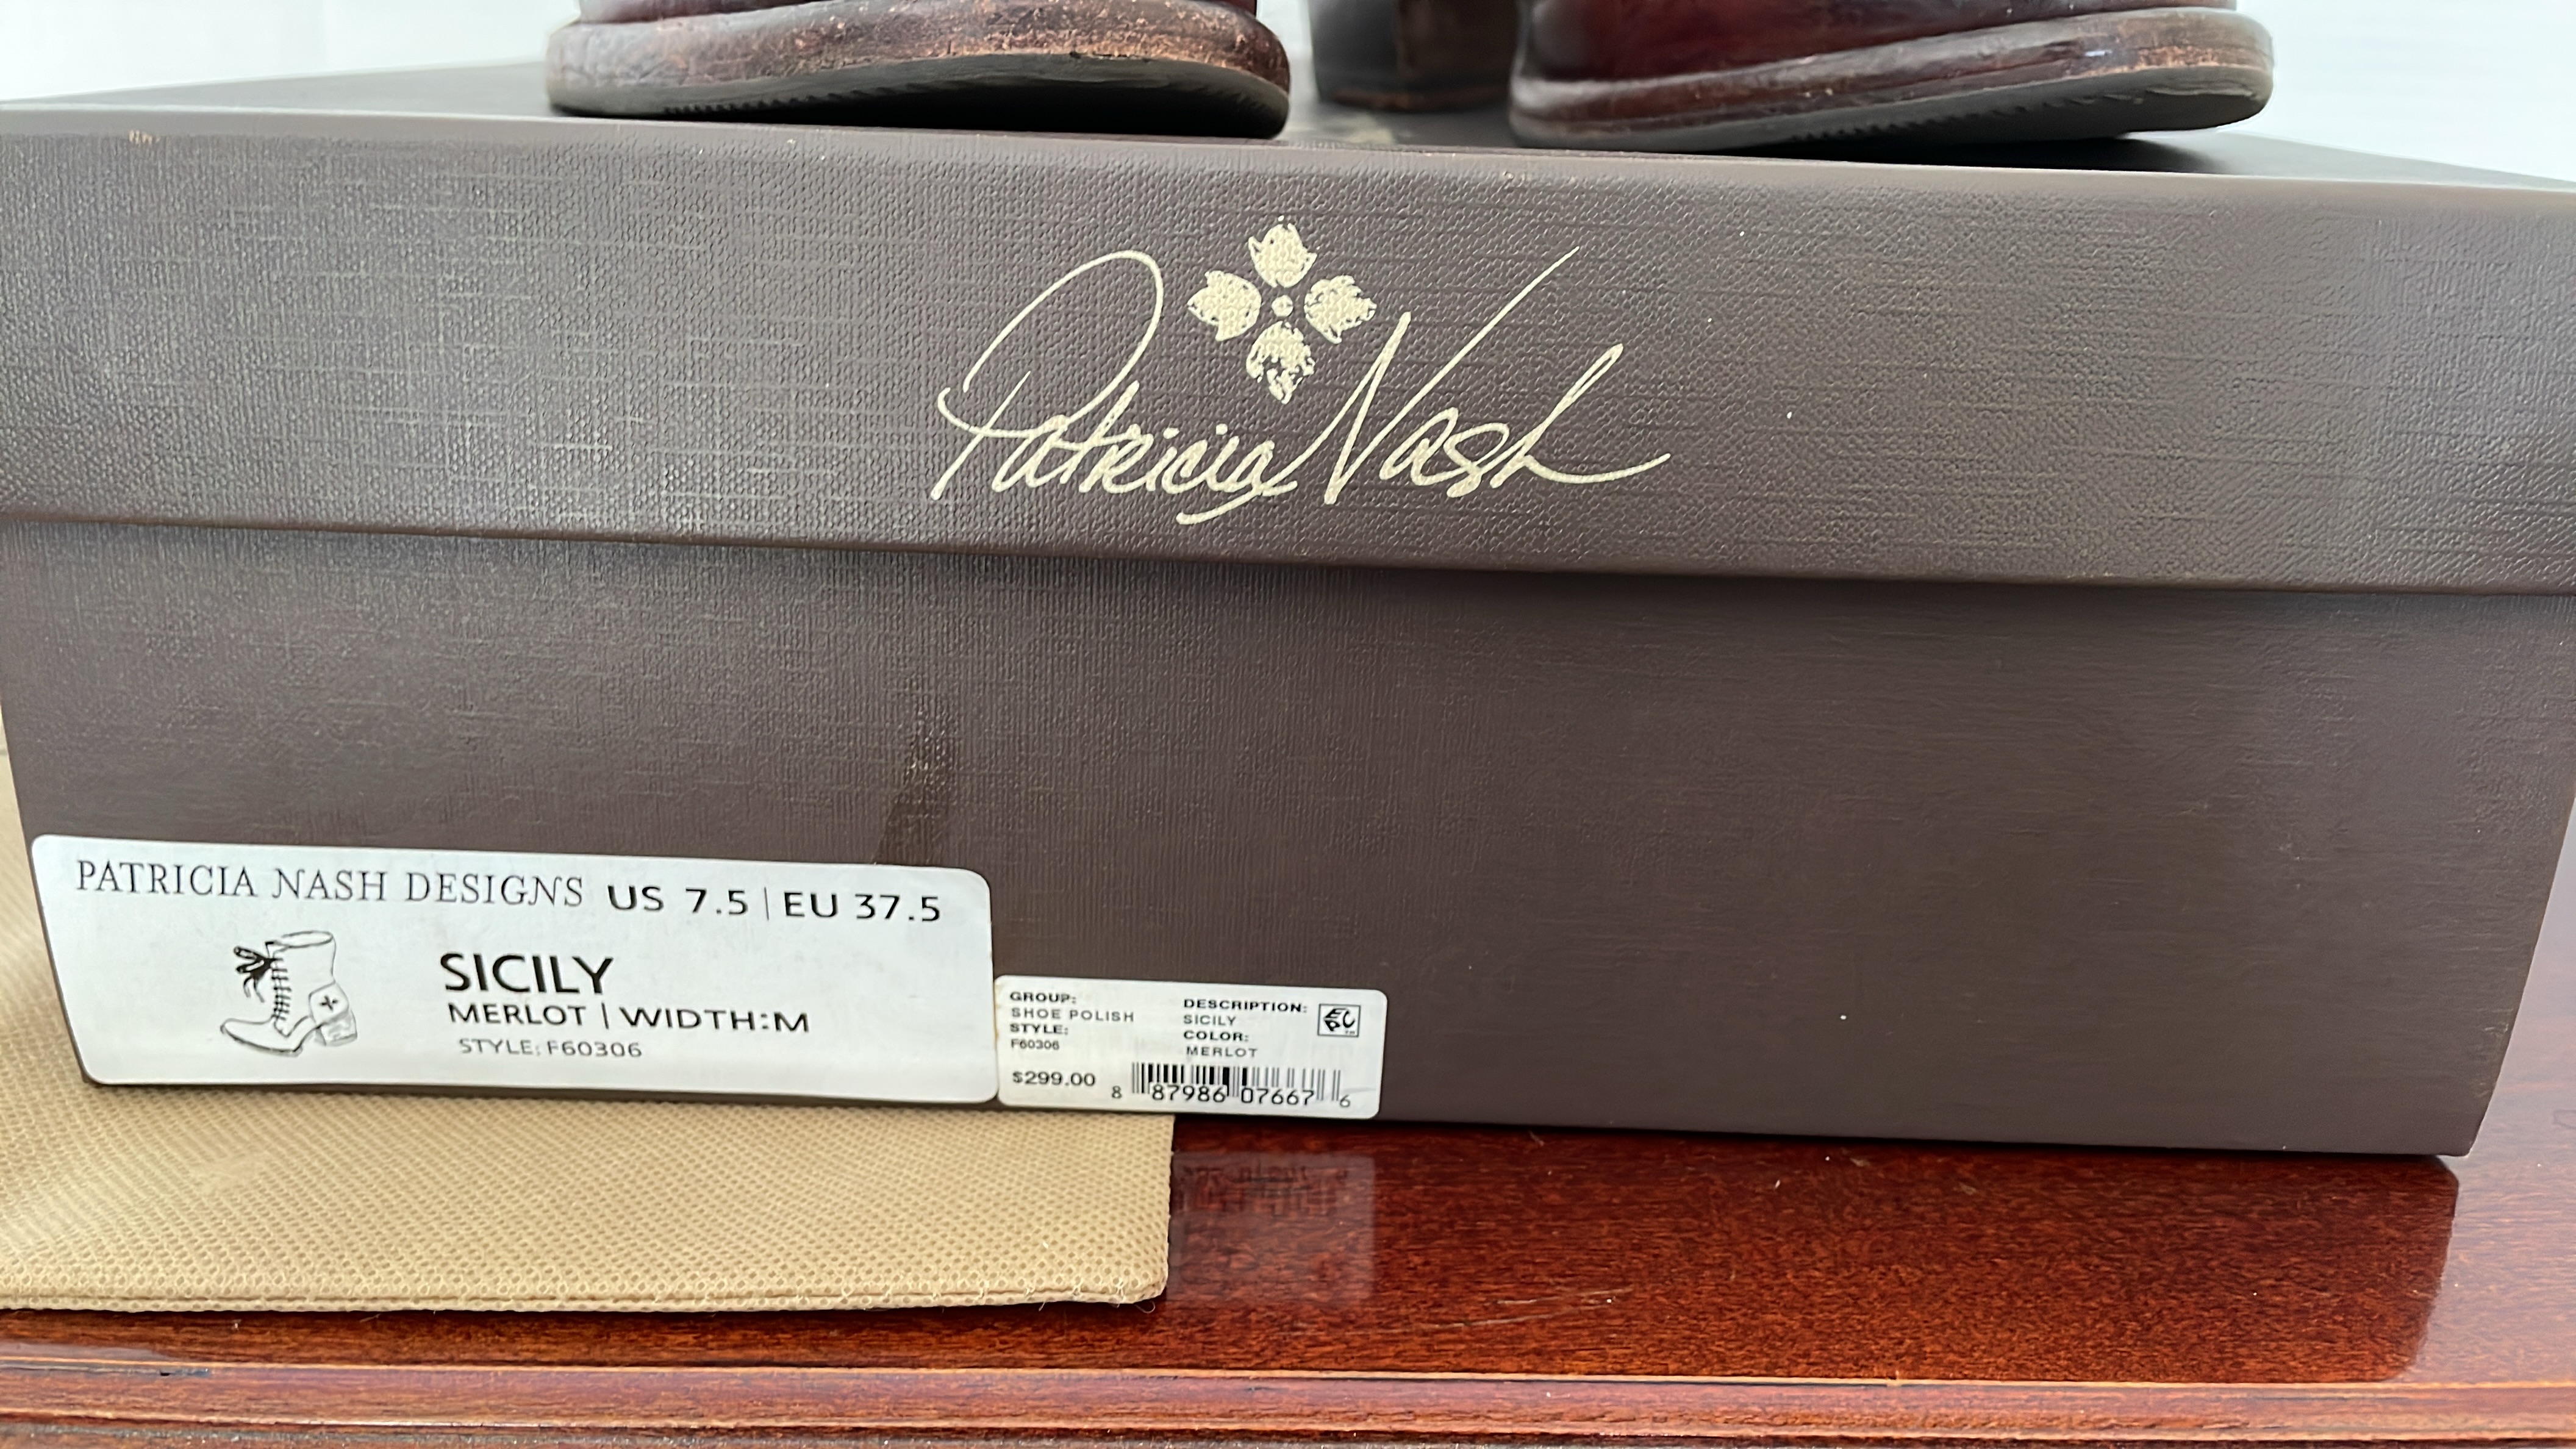 Patricia Nash
PATRICIA NASH DESIGNS US 7.5 | EU 37.5
SICILY
MERLOT | WIDTH:M
STYLE: F60306
GROUP:
SHOE POLISH
STYLE:
F60306
DESCRIPTION:
SICILY
COLOR:
MERLOT
$299.00
8 87986 07667 6